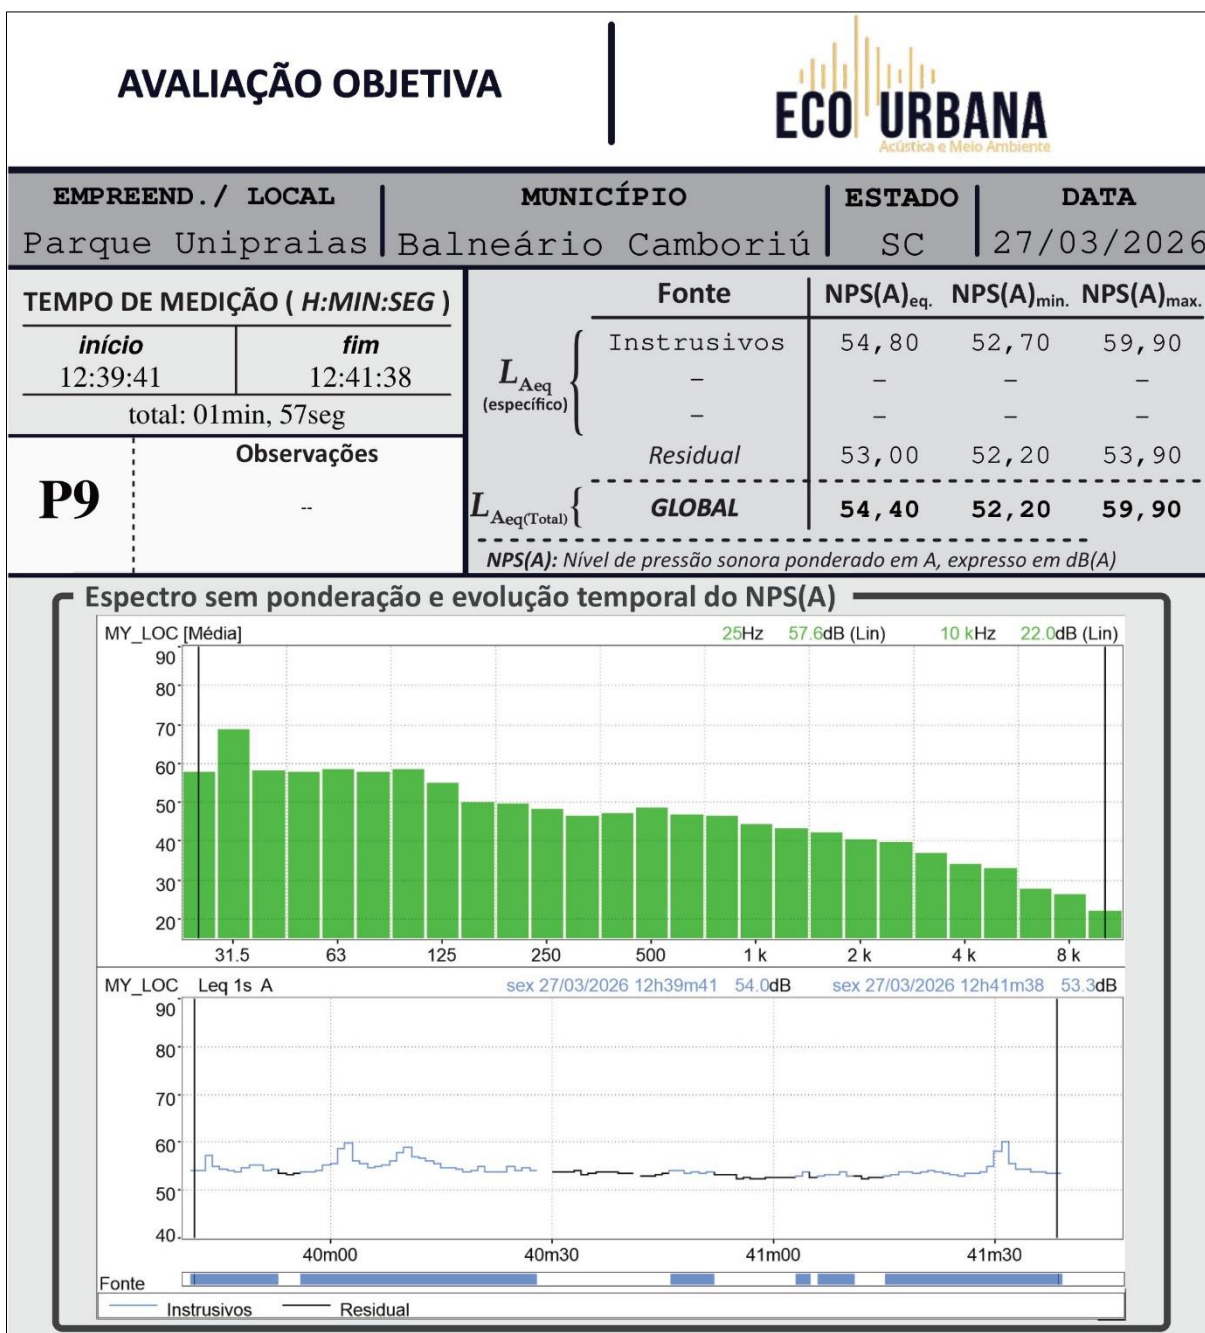 AVALIAÇÃO OBJETIVA
ECO URBANA
Acústica e Meio Ambiente
EMPREEND./ LOCAL MUNICÍPIO ESTADO DATA
Parque Unipraias Balneário Camboriú SC 27/03/2026
TEMPO DE MEDIÇÃO ( H:MIN:SEG )
início fim
12:39:41 12:41:38
total: 01min, 57seg
P9
Observações
--
Fonte NPS(A)eq. NPS(A)min. NPS(A)max.
LAeq (específico)
Instrusivos 54,80 52,70 59,90
– – – –
– – – –
Residual 53,00 52,20 53,90
LAeq(Total) GLOBAL 54,40 52,20 59,90
NPS(A): Nível de pressão sonora ponderado em A, expresso em dB(A)
Espectro sem ponderação e evolução temporal do NPS(A)
MY_LOC [Média] 25Hz 57.6dB (Lin) 10 kHz 22.0dB (Lin)
90
80
70
60
50
40
30
20
31.5 63 125 250 500 1 k 2 k 4 k 8 k
MY_LOC Leq 1s A sex 27/03/2026 12h39m41 54.0dB sex 27/03/2026 12h41m38 53.3dB
90
80
70
60
50
40
40m00 40m30 41m00 41m30
Fonte
Instrusivos Residual